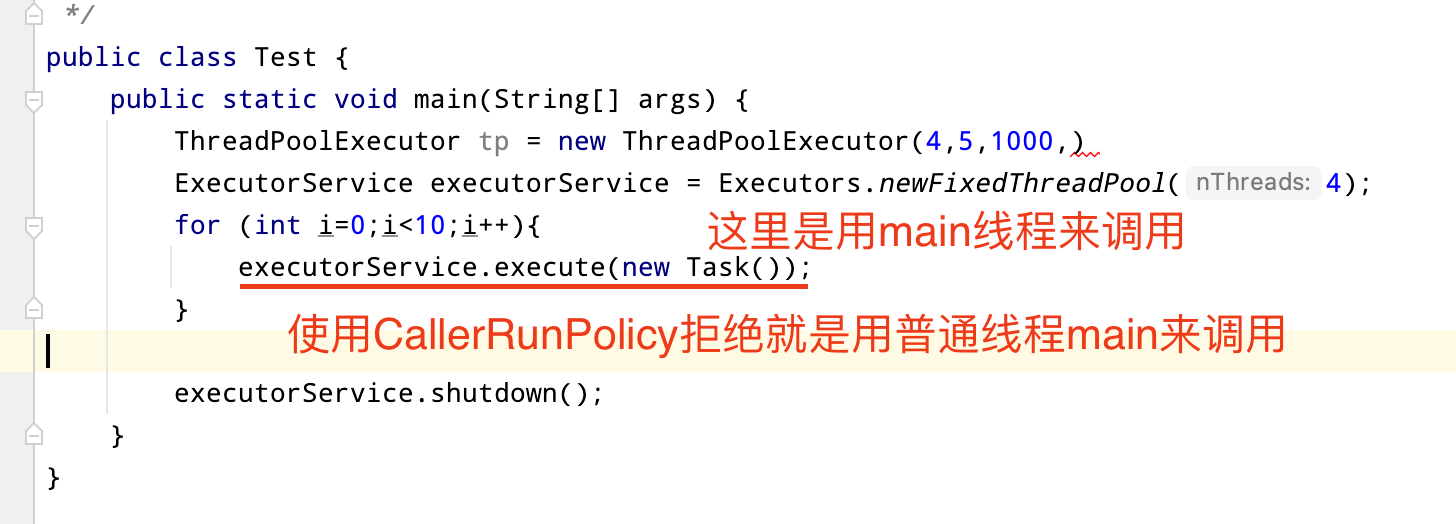 */
public class Test {
public static void main(String[] args) {
ThreadPoolExecutor tp = new ThreadPoolExecutor(4,5,1000,)
ExecutorService executorService = Executors.newFixedThreadPool( nThreads: 4);
for (int i=0;i<10;i++){
这里是用main线程来调用
executorService.execute(new Task());
}
使用CallerRunPolicy拒绝就是用普通线程main来调用
executorService.shutdown();
}
}